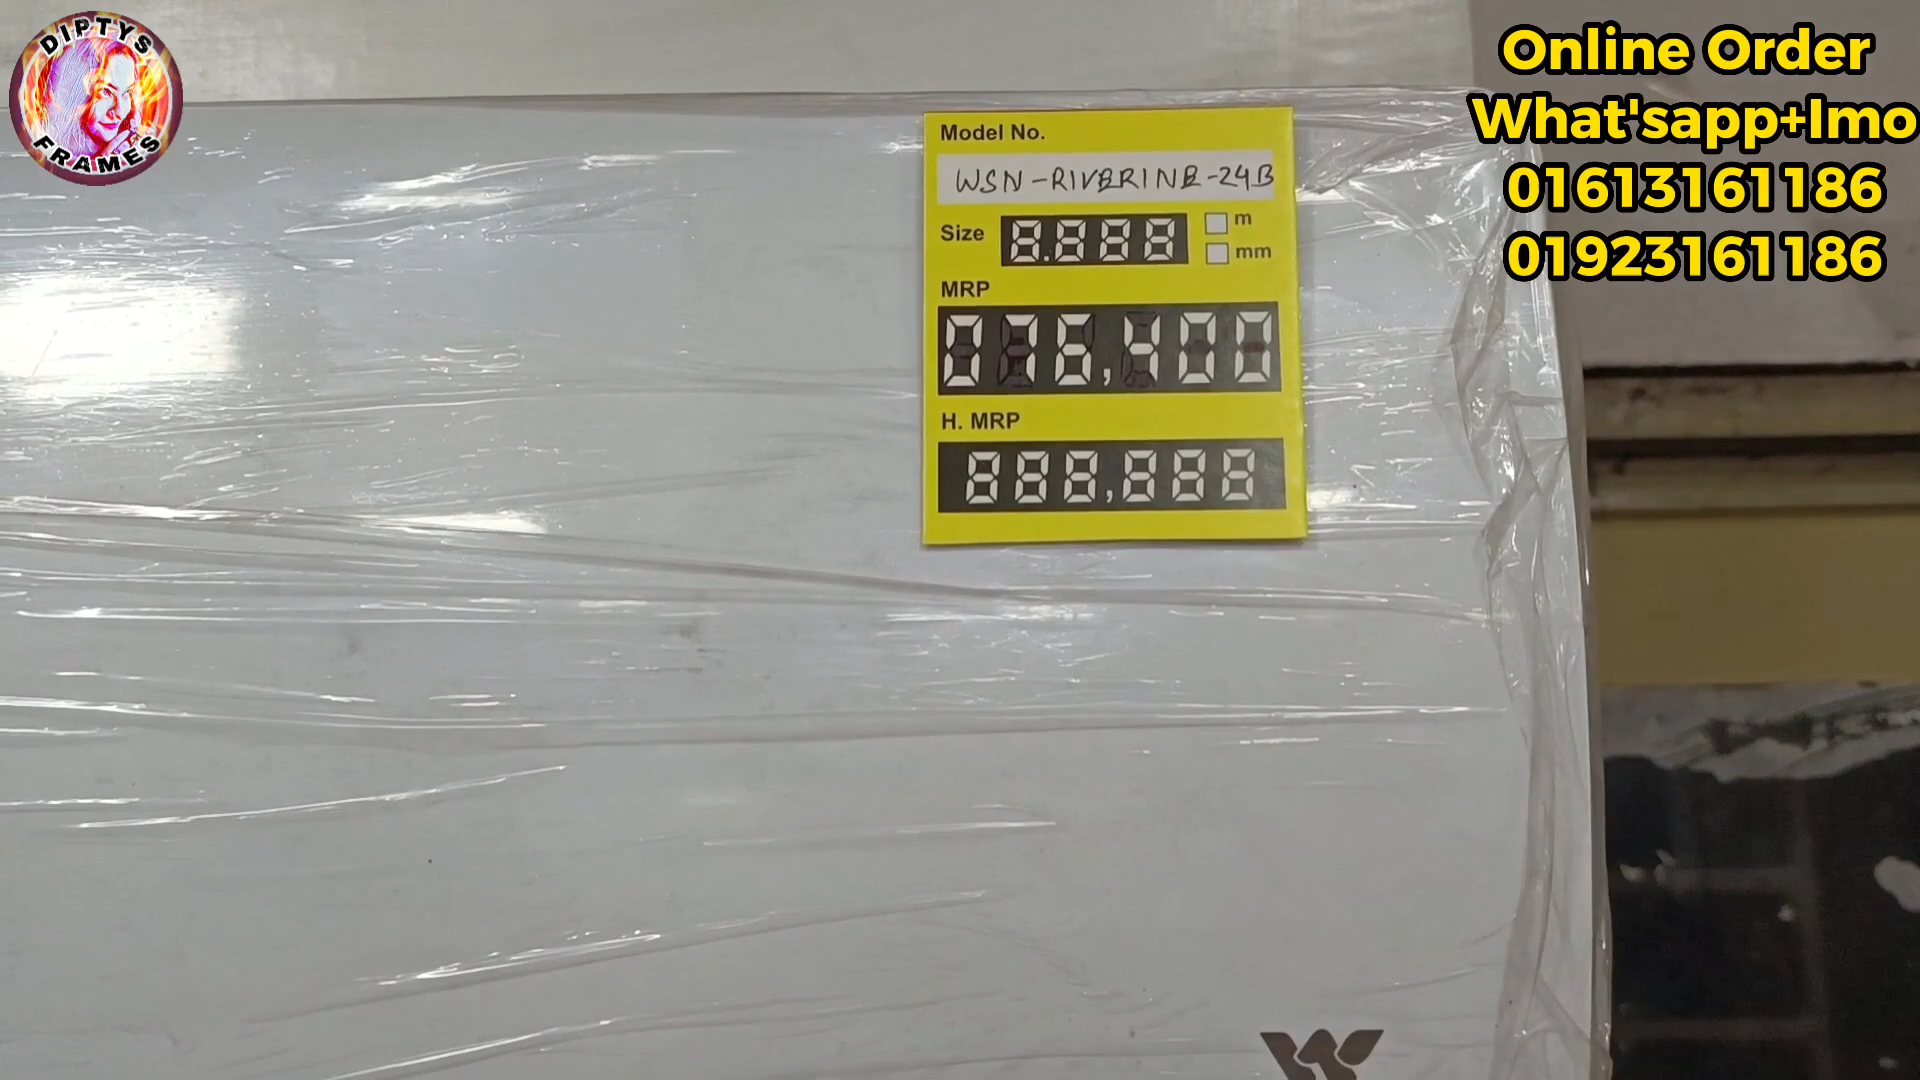 DIPTYS
FRAMES
Online Order
What'sapp+Imo
01613161186
01923161186
Model No.
WSN-RIVERINE-24B
Size 8.888 m
mm
MRP
076,400
H. MRP
888,888